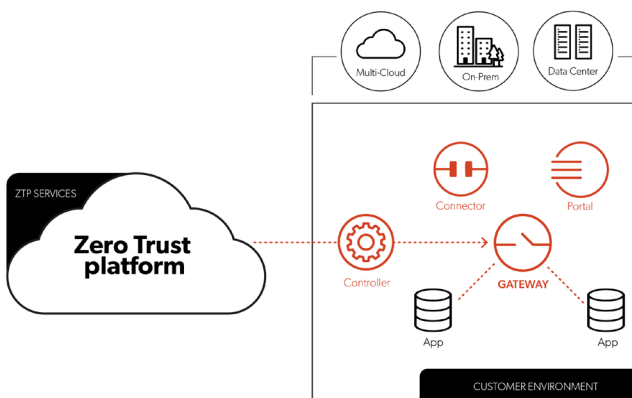 Multi-Cloud
On-Prem
Data Center
ZTP SERVICES
Zero Trust
platform
Connector
Portal
Controller
GATEWAY
App
App
CUSTOMER ENVIRONMENT